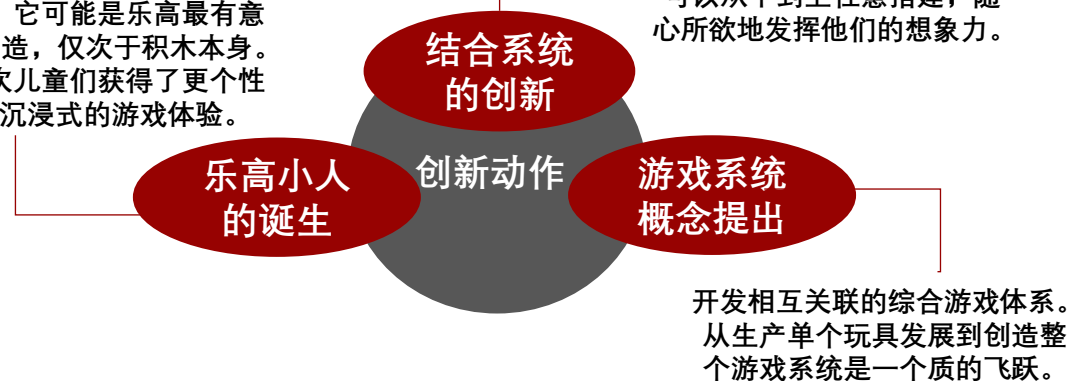 它可能是乐高最有意
造，仅次于积木本身。
次儿童们获得了更个性
沉浸式的游戏体验。
心所欲地发挥他们的想象力。
结合系统
的创新
创新动作
乐高小人
的诞生
游戏系统
概念提出
开发相互关联的综合游戏体系。
从生产单个玩具发展到创造整
个游戏系统是一个质的飞跃。